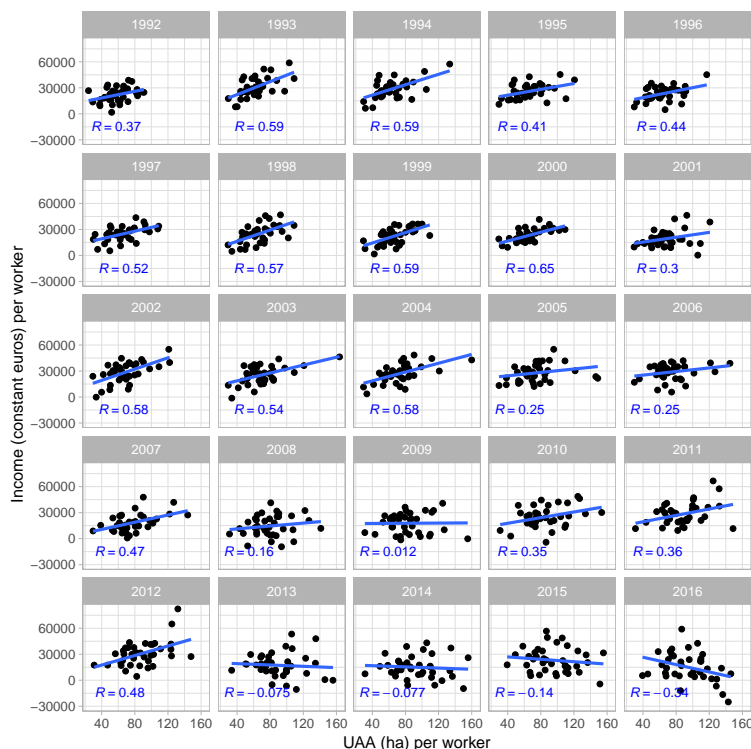 1992 1993 1994 1995 1996
60000
30000
0
−30000
R = 0.37 R = 0.59 R = 0.59 R = 0.41 R = 0.44
1997 1998 1999 2000 2001
60000
30000
0
−30000
R = 0.52 R = 0.57 R = 0.59 R = 0.65 R = 0.3
2002 2003 2004 2005 2006
60000
30000
0
−30000
R = 0.58 R = 0.54 R = 0.58 R = 0.25 R = 0.25
2007 2008 2009 2010 2011
60000
30000
0
−30000
R = 0.47 R = 0.16 R = 0.012 R = 0.35 R = 0.36
2012 2013 2014 2015 2016
60000
30000
0
−30000
R = 0.48 R = −0.075 R = −0.077 R = −0.14 R = −0.34
40 80 120 160 40 80 120 160 40 80 120 160 40 80 120 160 40 80 120 160
UAA (ha) per worker
Income (constant euros) per worker